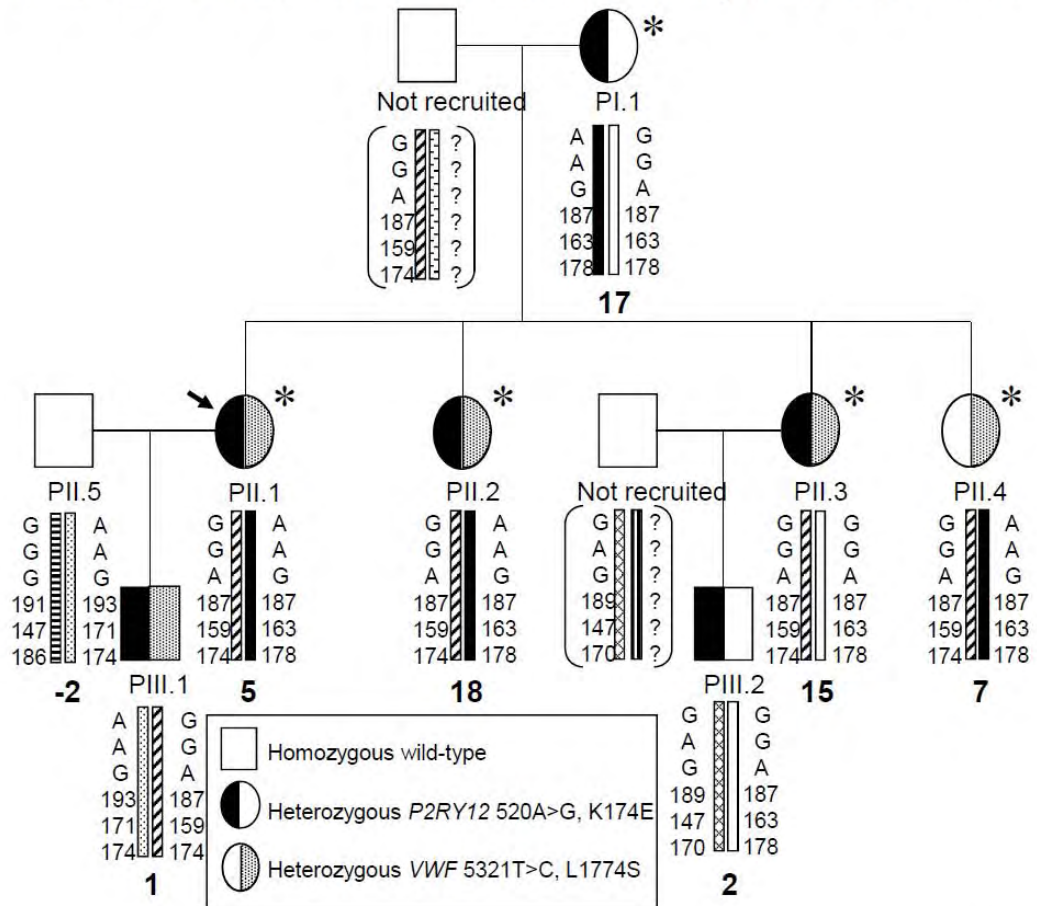 *
Not recruited
PI.1
G ?
G ?
A ?
187 ?
159 ?
174 ?
A G
A G
G A
187 187
163 163
178 178
17
*
*
*
*
PII.5
PII.1
PII.2
Not recruited
PII.3
PII.4
G A
G A
G G
191 193
147 171
186 174
-2
G A
G A
A G
187 187
159 163
174 178
5
G A
G A
A G
187 187
159 163
174 178
18
G ?
A ?
G ?
189 ?
147 ?
170 ?
G G
G G
A A
187 187
159 163
174 178
15
G A
G A
A G
187 187
159 163
174 178
7
PIII.1
A G
A G
G A
193 187
171 159
174 174
1
PIII.2
G G
A G
G A
189 187
147 163
170 178
2
Homozygous wild-type
Heterozygous P2RY12 520A>G, K174E
Heterozygous VWF 5321T>C, L1774S